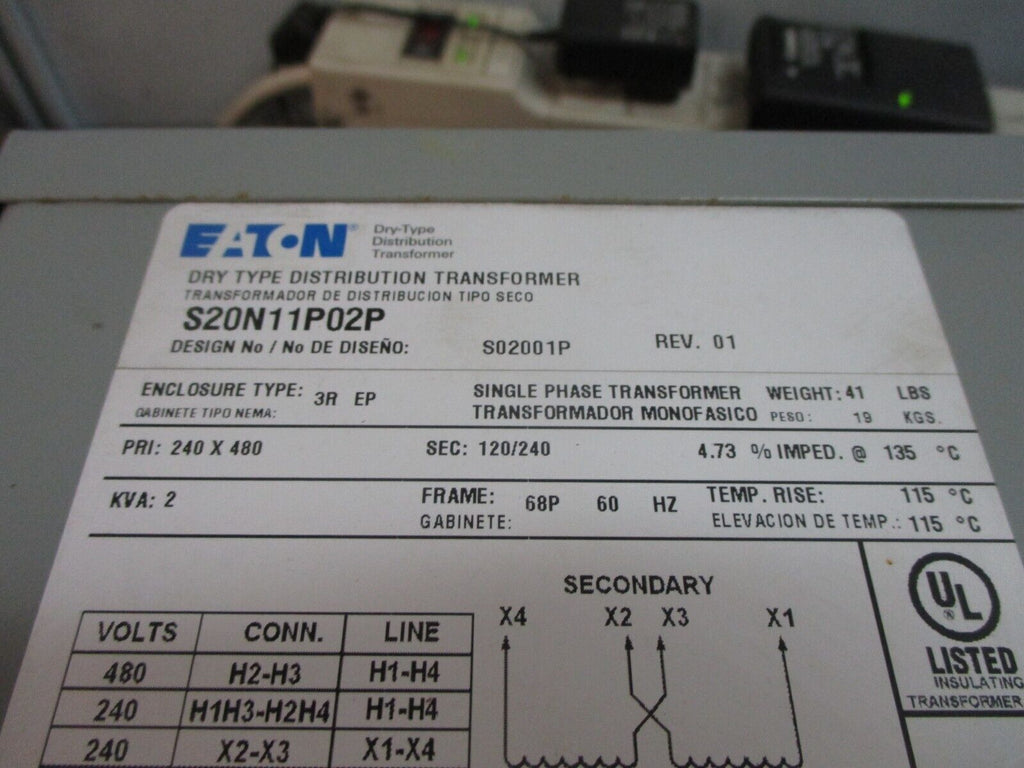 EATON® Dry-Type
Distribution
Transformer
DRY TYPE DISTRIBUTION TRANSFORMER
TRANSFORMADOR DE DISTRIBUCION TIPO SECO
S20N11P02P
DESIGN No / No DE DISEÑO: S02001P REV. 01
ENCLOSURE TYPE: 3R EP SINGLE PHASE TRANSFORMER WEIGHT: 41 LBS
GABINETE TIPO NEMA: TRANSFORMADOR MONOFASICO PESO: 19 KGS.
PRI: 240 X 480 SEC: 120/240 4.73 % IMPED. @ 135 °C
KVA: 2 FRAME: 68P 60 HZ TEMP. RISE: 115 °C
GABINETE: ELEVACION DE TEMP.: 115 °C
SECONDARY
X4 X2 X3 X1
VOLTS CONN. LINE
480 H2-H3 H1-H4
240 H1H3-H2H4 H1-H4
240 X2-X3 X1-X4
UL ®
LISTED
INSULATING
TRANSFORMER